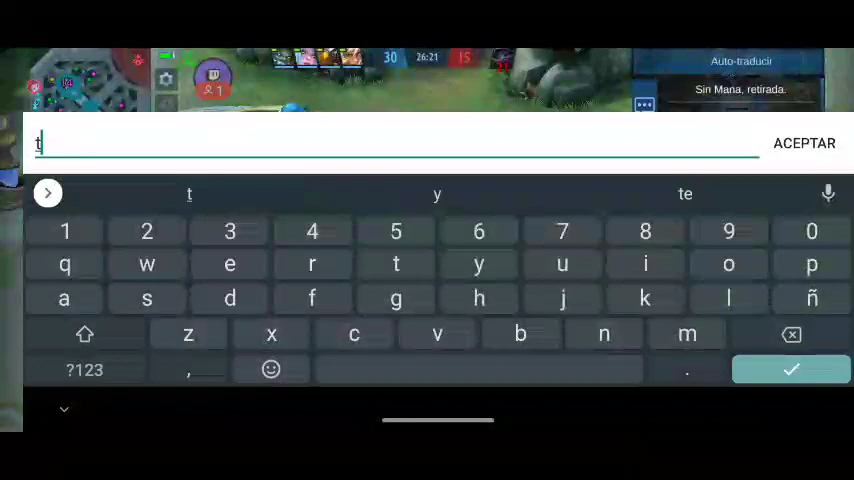 30 26:21 15
Auto-traducir
1
Sin Mana, retirada.
t
ACEPTAR
t y te
1 2 3 4 5 6 7 8 9 0
q w e r t y u i o p
a s d f g h j k l ñ
z x c v b n m
?123 , .